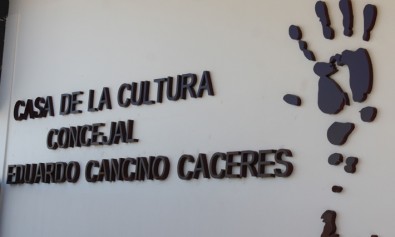 CASA DE LA CULTURA
CONCEJAL
EDUARDO CANCINO CACERES